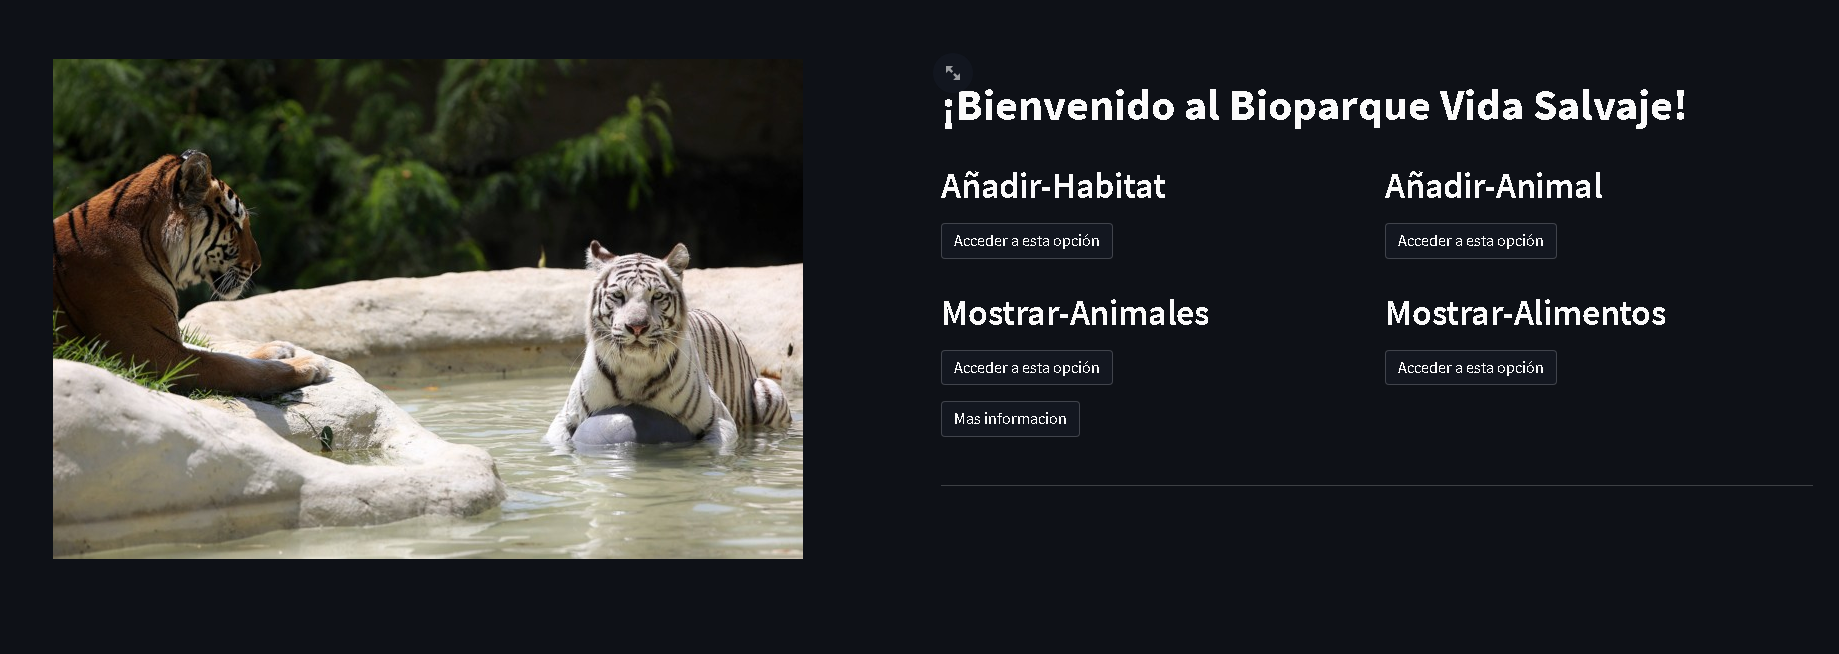 ¡Bienvenido al Bioparque Vida Salvaje!
Añadir-Habitat
Añadir-Animal
Acceder a esta opción
Acceder a esta opción
Mostrar-Animales
Mostrar-Alimentos
Acceder a esta opción
Acceder a esta opción
Mas informacion